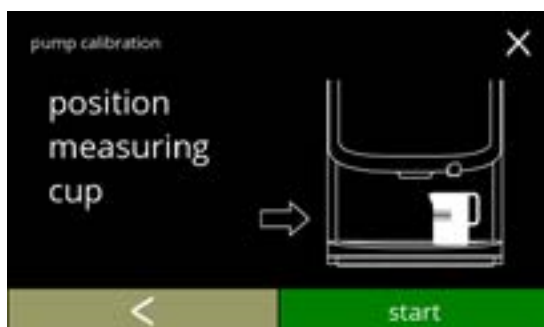 pump calibration
position
measuring
cup
start